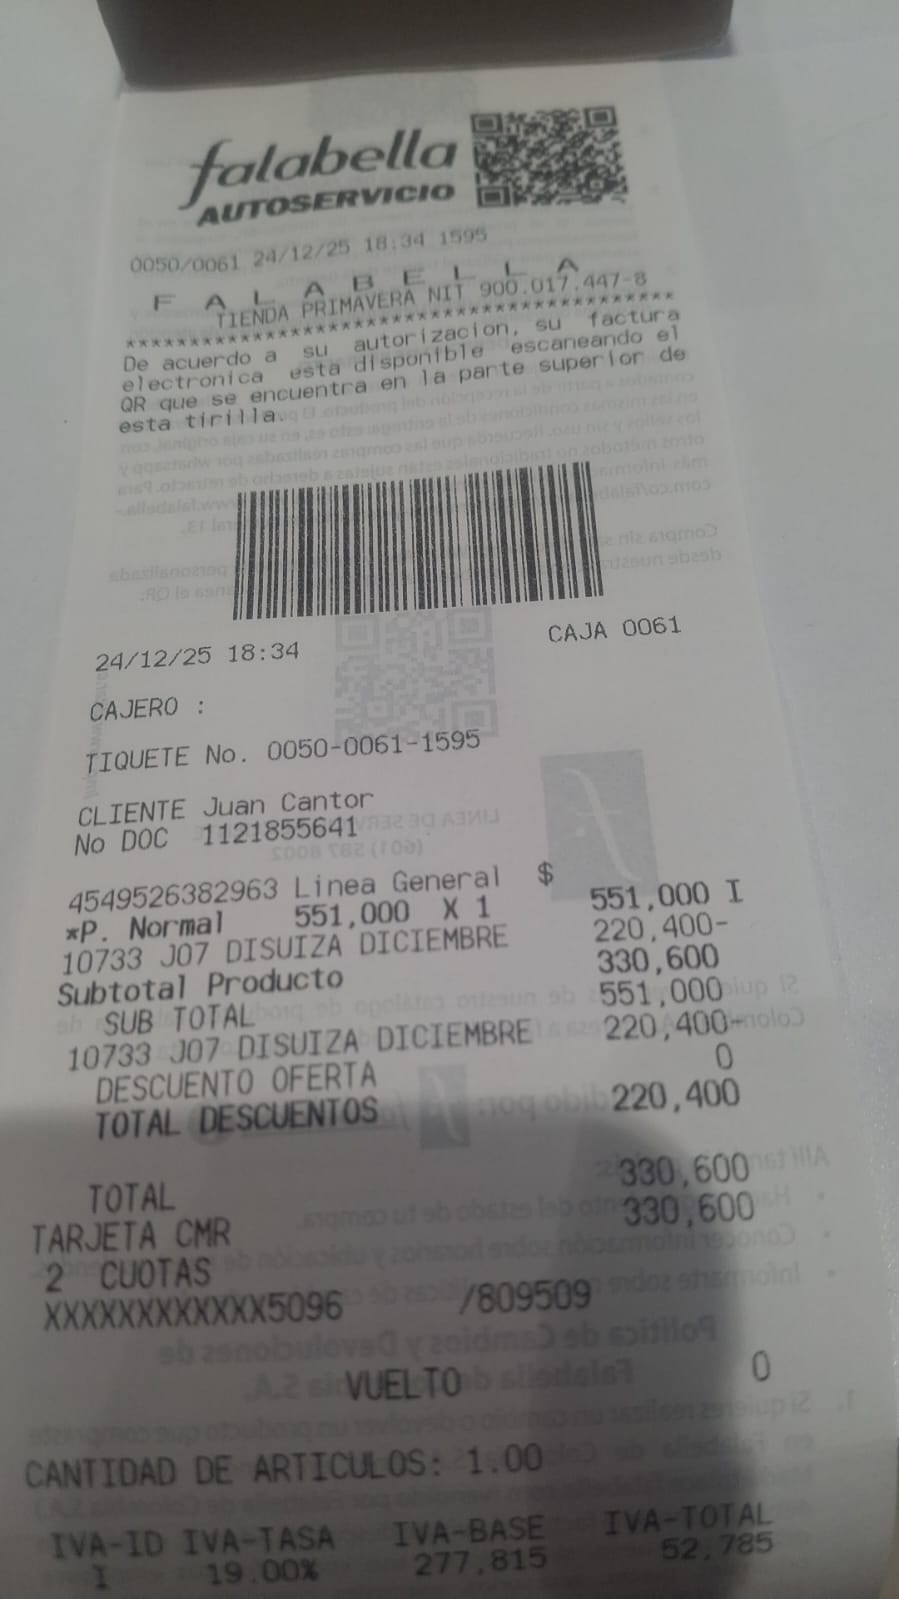 falabella
AUTOSERVICIO
0050/0061 24/12/25 18:34 1595
F A L A B E L L A
TIENDA PRIMAVERA NIT 900.017.447-8
******************************************
De acuerdo a su autorizacion, su factura
electronica esta disponible escaneando el
QR que se encuentra en la parte superior de
esta tirilla.
24/12/25 18:34 CAJA 0061
CAJERO :
TIQUETE No. 0050-0061-1595
CLIENTE Juan Cantor
No DOC 1121855641
4549526382963 Linea General $ 551,000 I
*P. Normal 551,000 X 1
10733 J07 DISUIZA DICIEMBRE 220,400-
Subtotal Producto 330,600
SUB TOTAL 551,000
10733 J07 DISUIZA DICIEMBRE 220,400-
DESCUENTO OFERTA 0
TOTAL DESCUENTOS 220,400
TOTAL 330,600
TARJETA CMR 330,600
2 CUOTAS
XXXXXXXXXXXX5096 /809509
VUELTO 0
CANTIDAD DE ARTICULOS: 1.00
IVA-ID IVA-TASA IVA-BASE IVA-TOTAL
I 19.00% 277,815 52,785